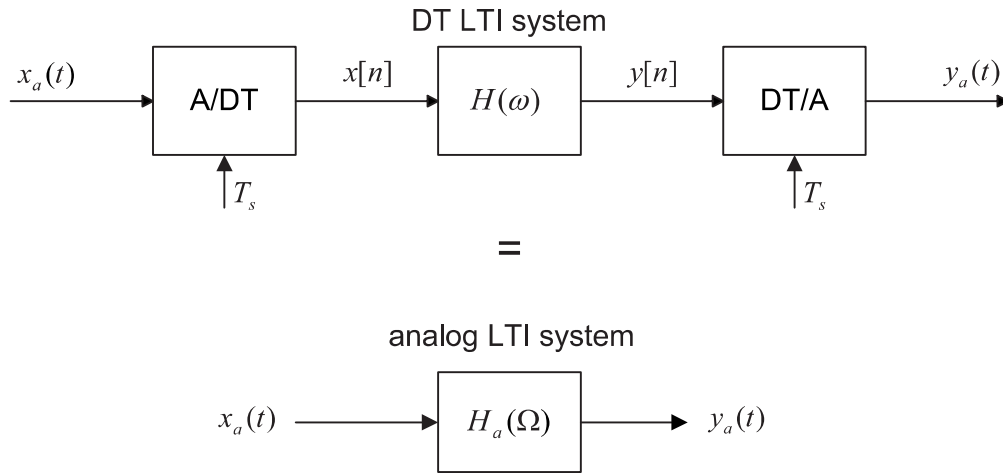 DT LTI system
x_a(t)
A/DT
x[n]
H(ω)
y[n]
DT/A
y_a(t)
T_s
T_s
=
analog LTI system
x_a(t)
H_a(Ω)
y_a(t)